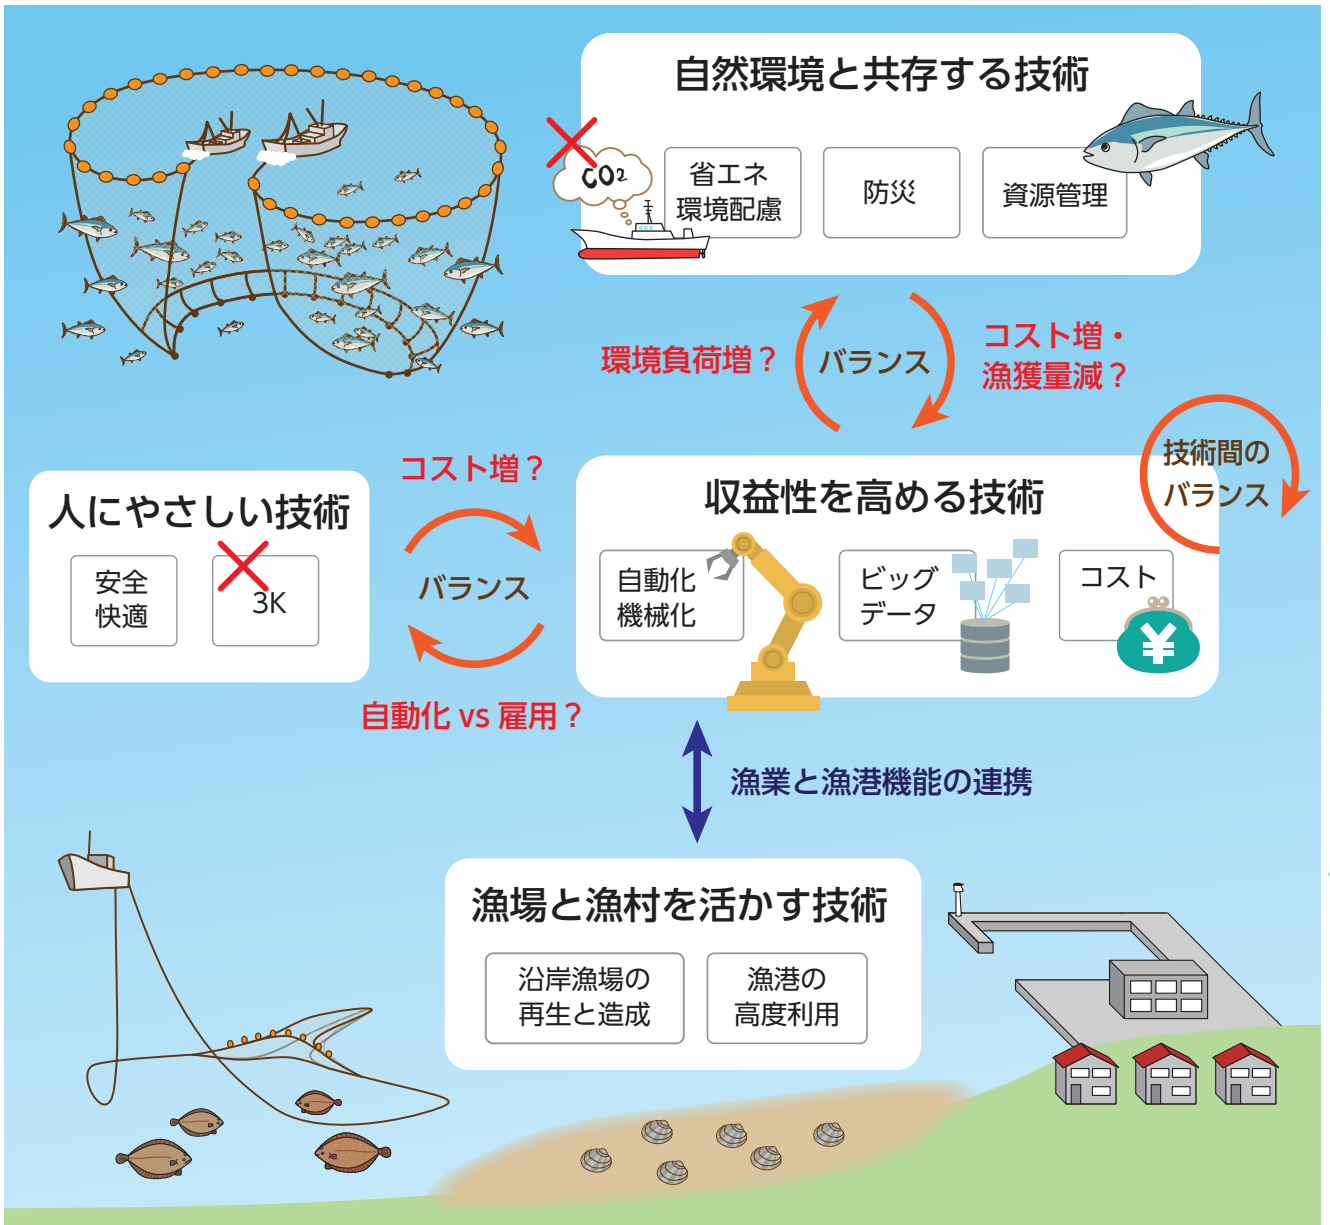 自然環境と共存する技術
CO2
省エネ
環境配慮
防災
資源管理
環境負荷増？
バランス
コスト増・
漁獲量減？
技術間の
バランス
コスト増？
人にやさしい技術
安全
快適
3K
バランス
自動化 vs 雇用？
収益性を高める技術
自動化
機械化
ビッグ
データ
コスト
¥
漁業と漁港機能の連携
漁場と漁村を活かす技術
沿岸漁場の
再生と造成
漁港の
高度利用